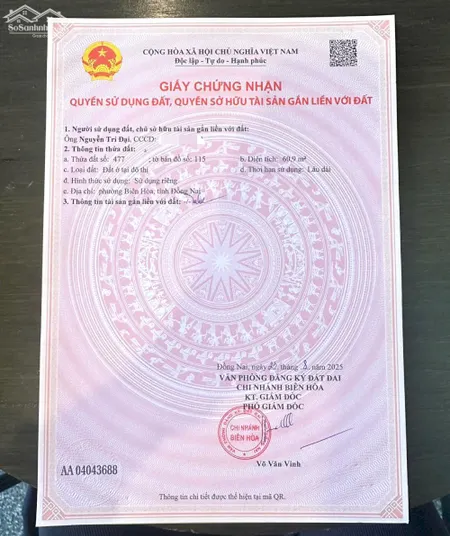 SoSanhnha
CỘNG HÒA XÃ HỘI CHỦ NGHĨA VIỆT NAM
Độc lập - Tự do - Hạnh phúc
GIẤY CHỨNG NHẬN
QUYỀN SỬ DỤNG ĐẤT, QUYỀN SỞ HỮU TÀI SẢN GẮN LIỀN VỚI ĐẤT
1. Người sử dụng đất, chủ sở hữu tài sản gắn liền với đất:
Ông Nguyễn Trí Đại, CCCD:
2. Thông tin thửa đất:
a. Thửa đất số: 477 ; tờ bản đồ số: 115 b. Diện tích: 60,9 m²
c. Loại đất: Đất ở tại đô thị d. Thời hạn sử dụng: Lâu dài
đ. Hình thức sử dụng: Sử dụng riêng
e. Địa chỉ: phường Biên Hòa, tỉnh Đồng Nai
3. Thông tin tài sản gắn liền với đất: -/-
Đồng Nai, ngày tháng 8 năm 2025
VĂN PHÒNG ĐĂNG KÝ ĐẤT ĐAI
CHI NHÁNH BIÊN HÒA
KT. GIÁM ĐỐC
PHÓ GIÁM ĐỐC
CHI NHÁNH
BIÊN HÒA
Võ Văn Vinh
AA 04043688
Thông tin chi tiết được thể hiện tại mã QR.